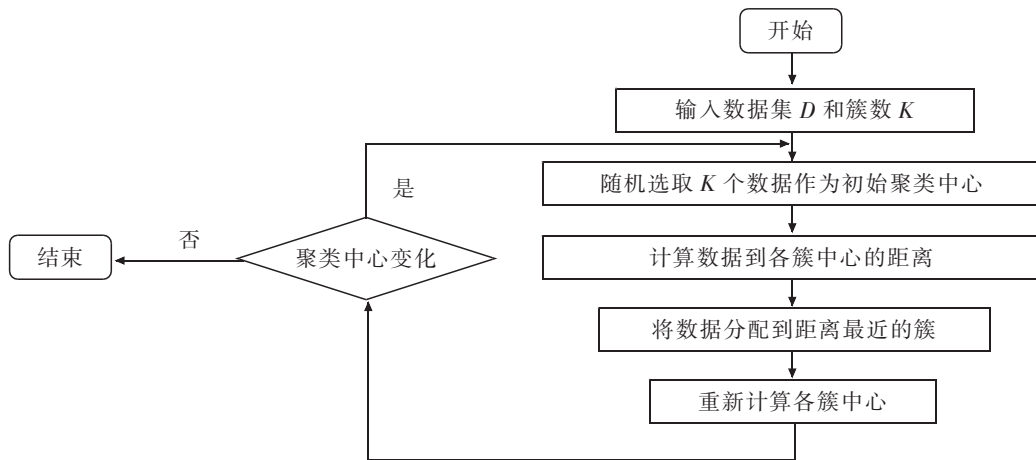 开始
输入数据集 D 和簇数 K
随机选取 K 个数据作为初始聚类中心
计算数据到各簇中心的距离
将数据分配到距离最近的簇
重新计算各簇中心
聚类中心变化
是
否
结束